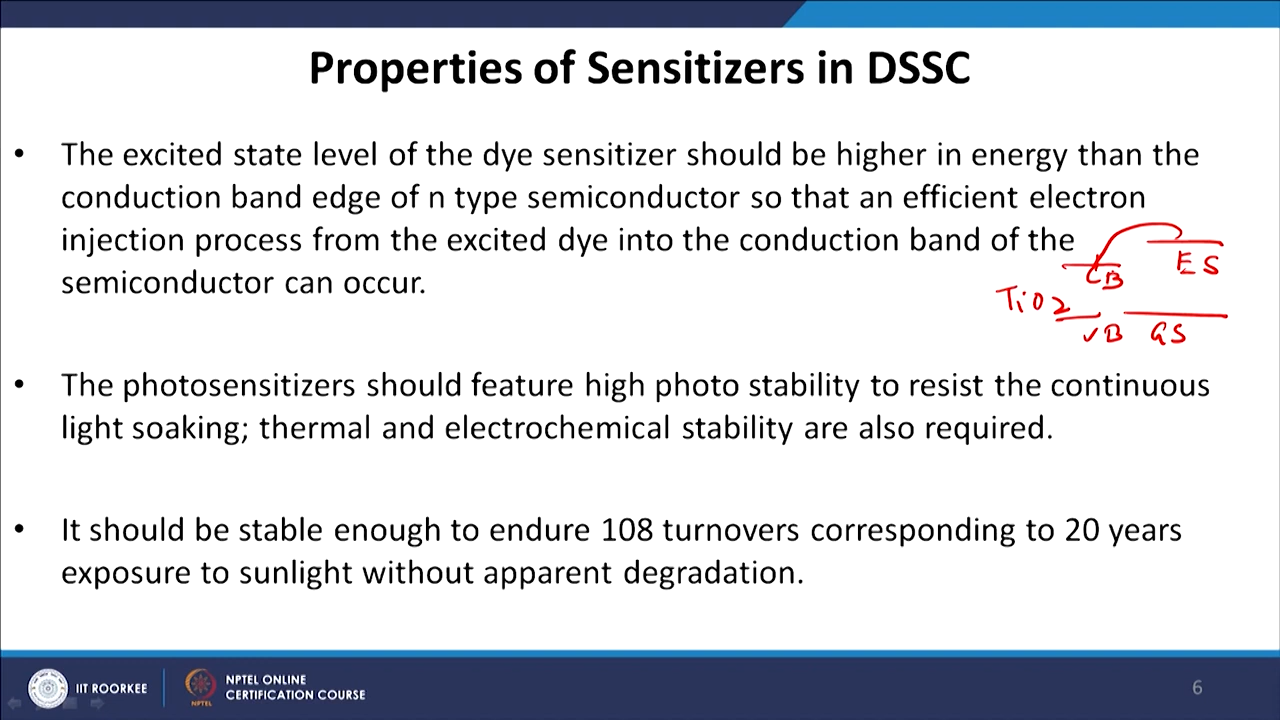 Properties of Sensitizers in DSSC
• The excited state level of the dye sensitizer should be higher in energy than the
conduction band edge of n type semiconductor so that an efficient electron
injection process from the excited dye into the conduction band of the
semiconductor can occur.
CB
ES
TiO2
VB
GS
• The photosensitizers should feature high photo stability to resist the continuous
light soaking; thermal and electrochemical stability are also required.
• It should be stable enough to endure 108 turnovers corresponding to 20 years
exposure to sunlight without apparent degradation.
IIT ROORKEE
NPTEL
NPTEL ONLINE
CERTIFICATION COURSE
6